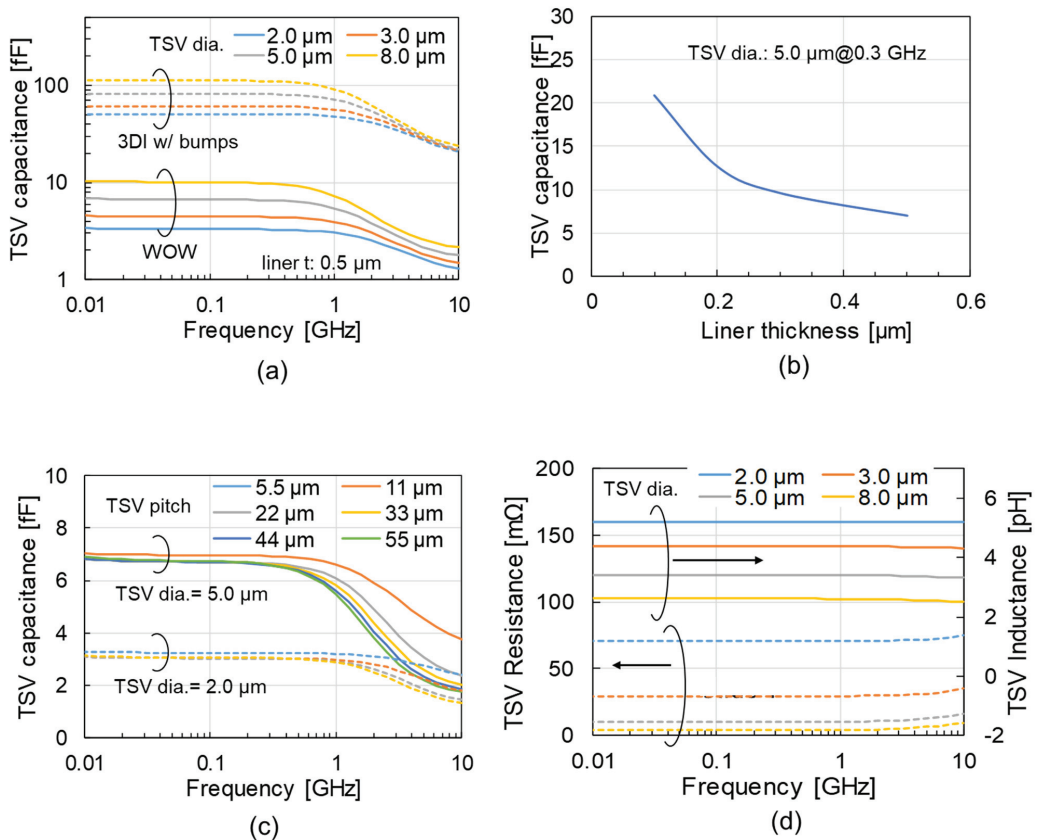 TSV capacitance [fF]
TSV dia.
2.0 µm
3.0 µm
5.0 µm
8.0 µm
100
10
1
3DI w/ bumps
WOW
liner t: 0.5 µm
0.01
0.1
1
10
Frequency [GHz]
(a)
TSV capacitance [fF]
30
25
20
15
10
5
0
TSV dia.: 5.0 µm@0.3 GHz
0
0.2
0.4
0.6
Liner thickness [µm]
(b)
TSV capacitance [fF]
10
8
6
4
2
0
TSV pitch
5.5 µm
11 µm
22 µm
33 µm
44 µm
55 µm
TSV dia.= 5.0 µm
TSV dia.= 2.0 µm
0.01
0.1
1
10
Frequency [GHz]
(c)
TSV Resistance [mΩ]
200
150
100
50
0
TSV dia.
2.0 µm
3.0 µm
5.0 µm
8.0 µm
6
4
2
0
-2
TSV Inductance [pH]
0.01
0.1
1
10
Frequency [GHz]
(d)